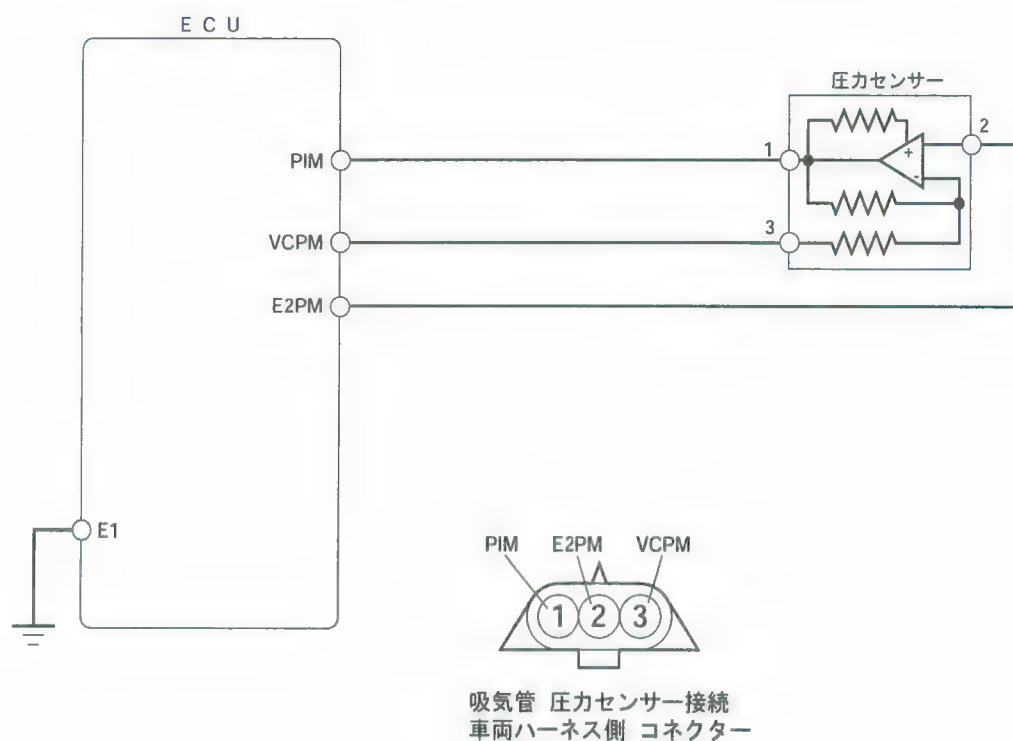 E C U
圧力センサー
2
+
PIM
1
-
VCPM
3
E2PM
E1
PIM E2PM VCPM
1 2 3
吸気管 圧力センサー接続
車両ハーネス側 コネクター